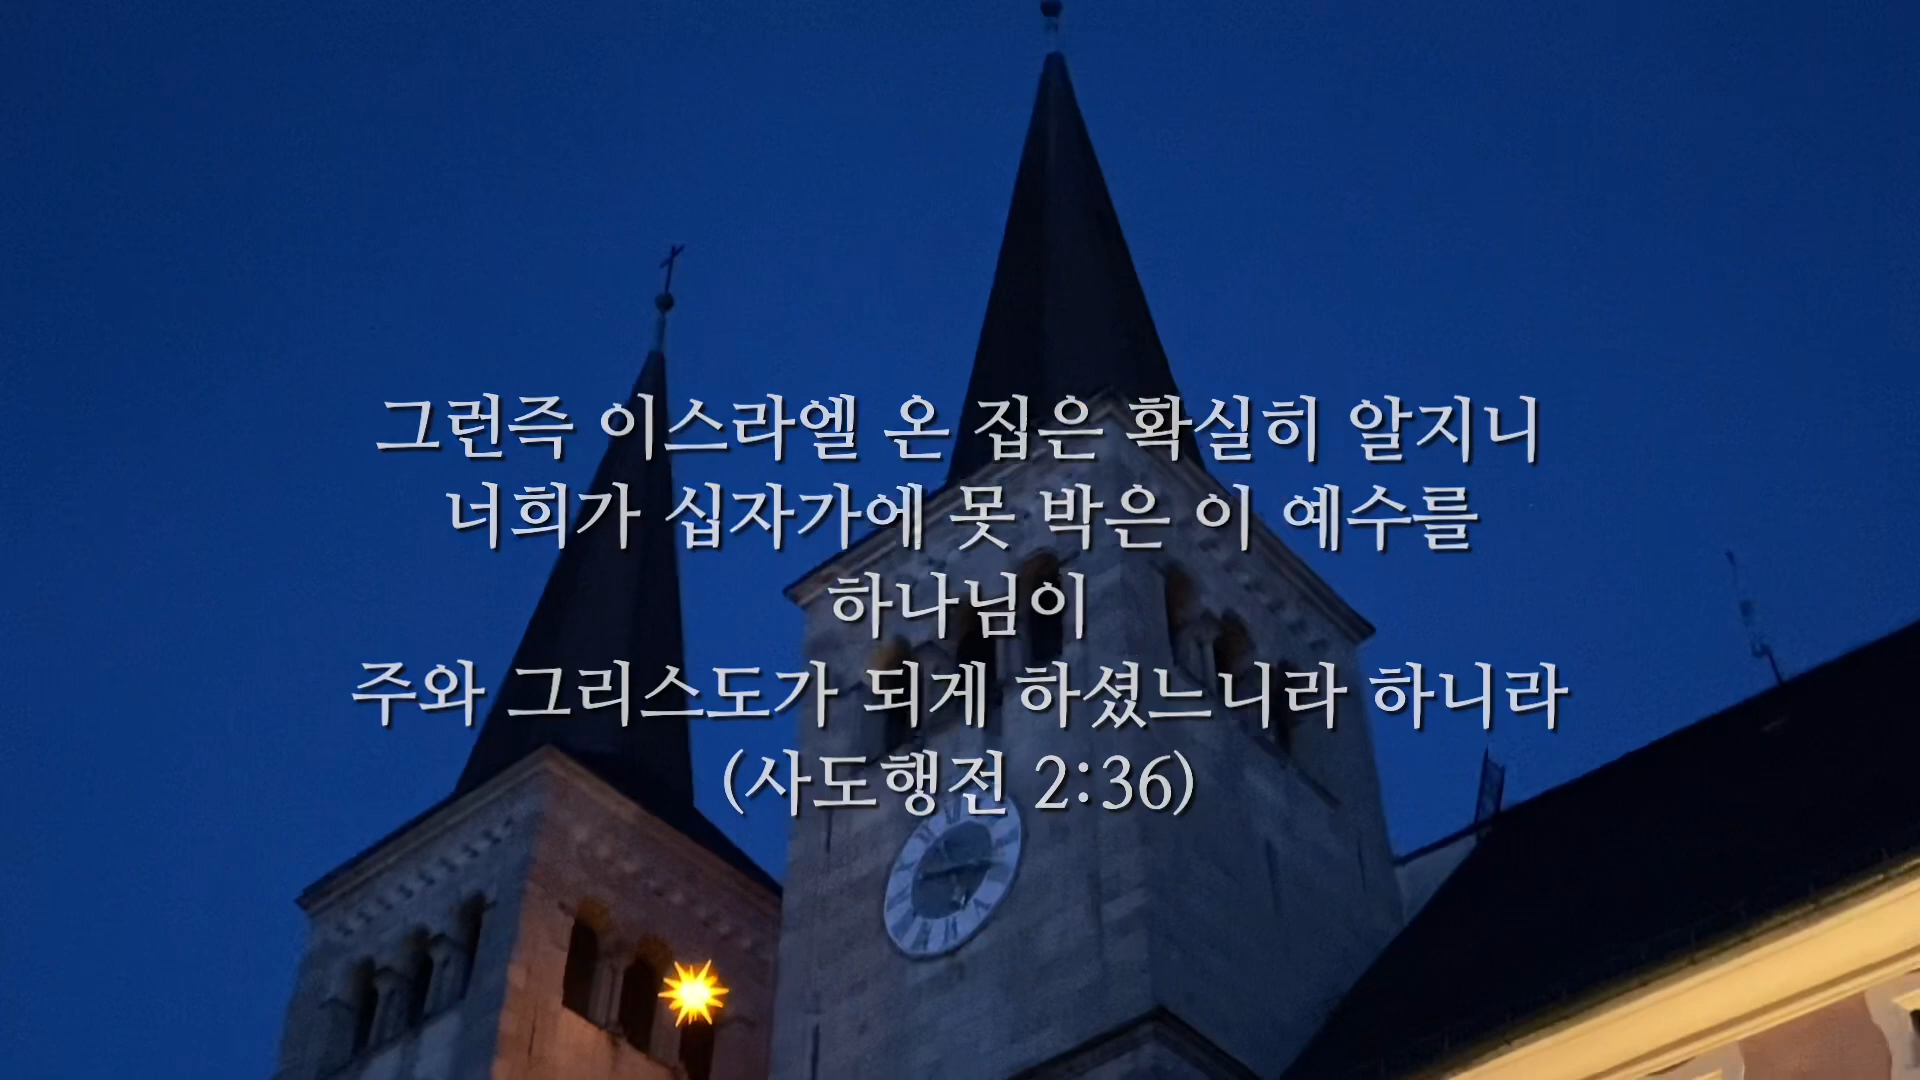 그런즉 이스라엘 온 집은 확실히 알지니
너희가 십자가에 못 박은 이 예수를
하나님이
주와 그리스도가 되게 하셨느니라 하니라
(사도행전 2:36)